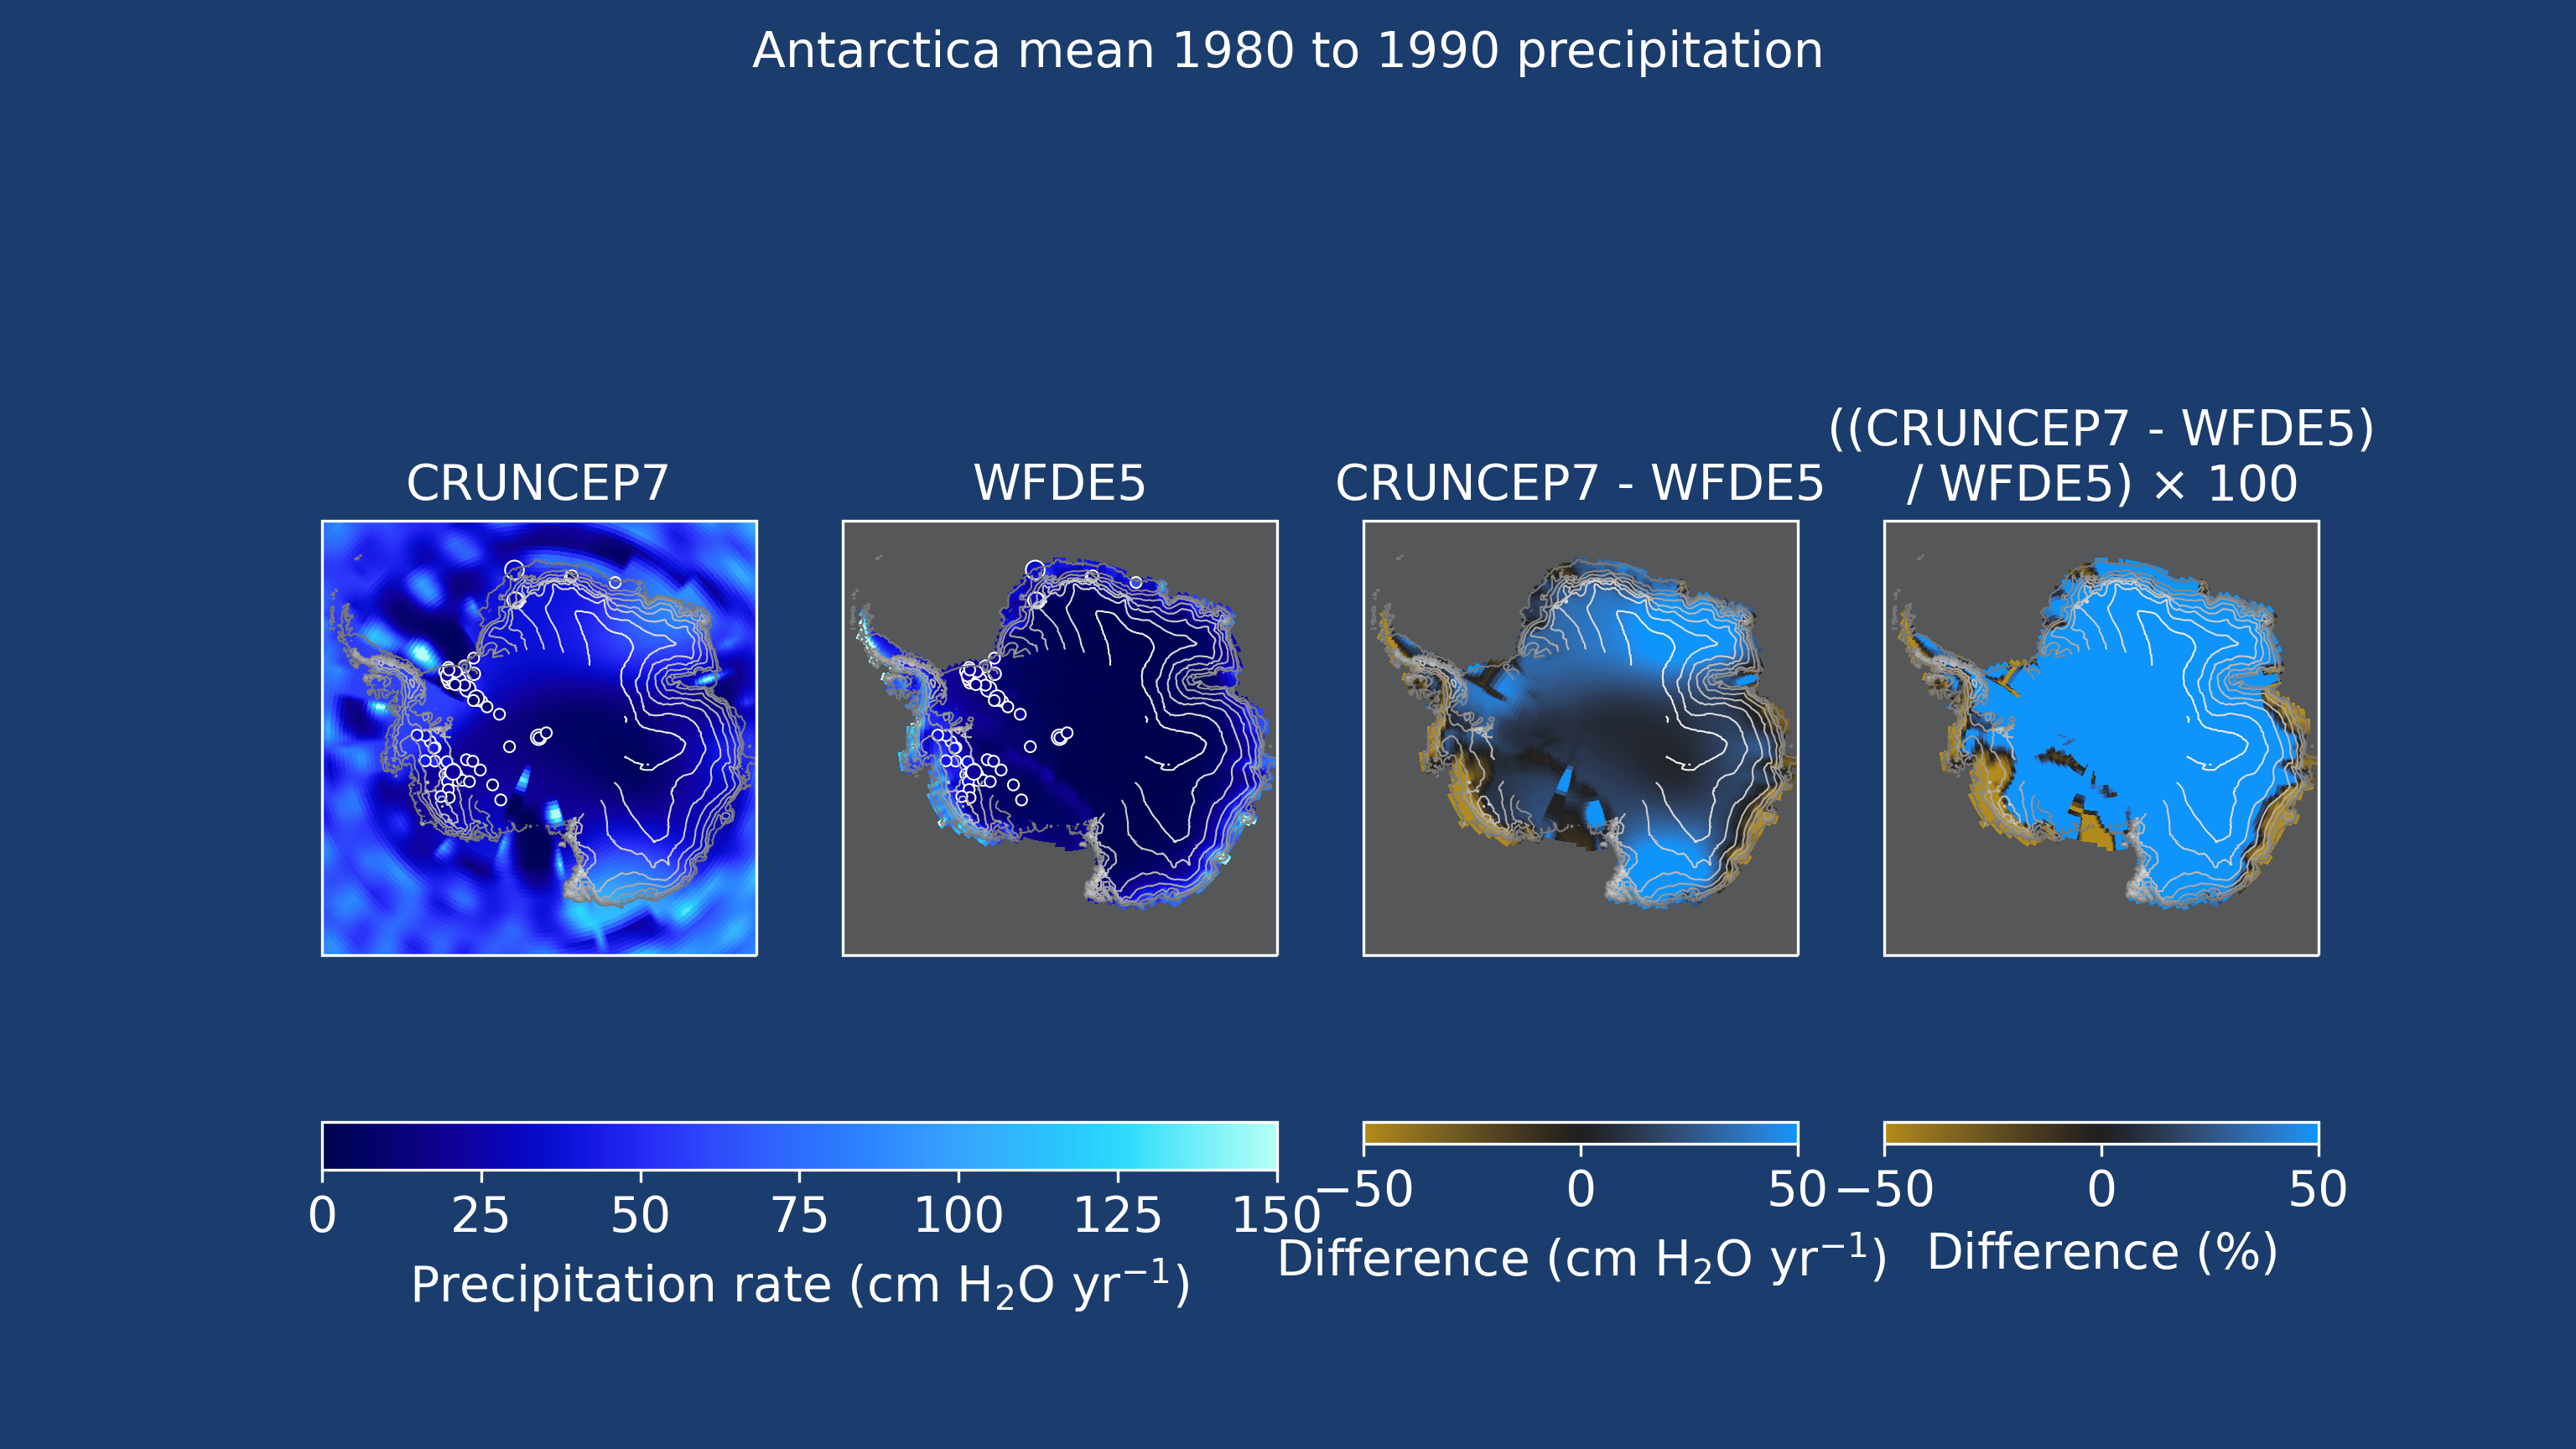 Antarctica mean 1980 to 1990 precipitation
CRUNCEP7
WFDE5
CRUNCEP7 - WFDE5
((CRUNCEP7 - WFDE5)
/ WFDE5) × 100
0 25 50 75 100 125 150
Precipitation rate (cm H₂O yr⁻¹)
−50 0 50
Difference (cm H₂O yr⁻¹)
−50 0 50
Difference (%)